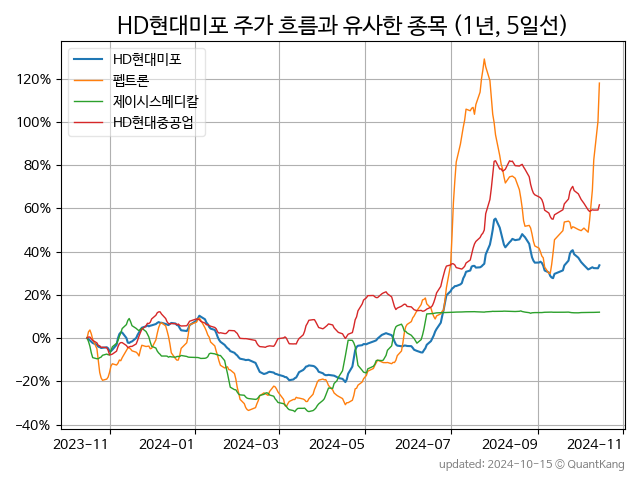 HD현대미포 주가 흐름과 유사한 종목 (1년, 5일선)
HD현대미포
펩트론
제이시스메디칼
HD현대중공업
120%
100%
80%
60%
40%
20%
0%
−20%
−40%
2023-11 2024-01 2024-03 2024-05 2024-07 2024-09 2024-11
updated: 2024-10-15 © QuantKang